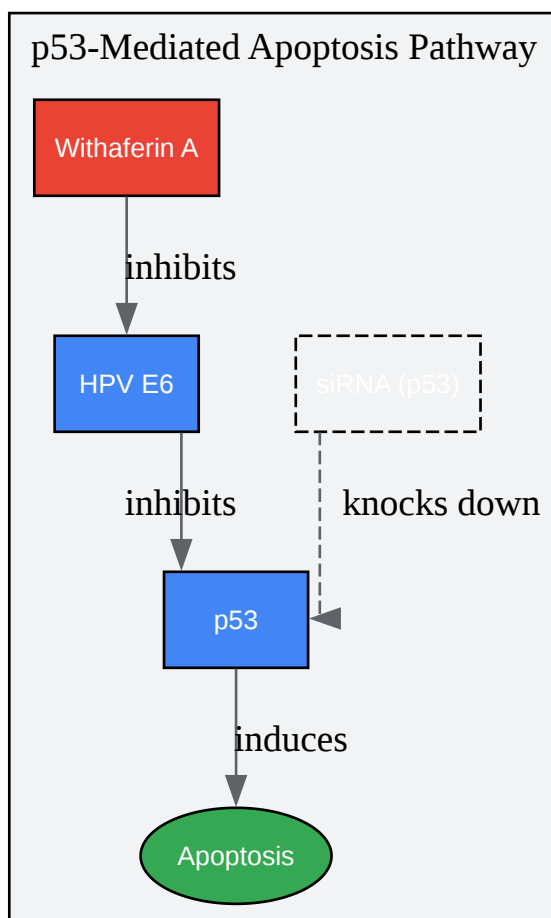 p53-Mediated Apoptosis Pathway
Withaferin A
inhibits
HPV E6
siRNA (p53)
inhibits
knocks down
p53
induces
Apoptosis